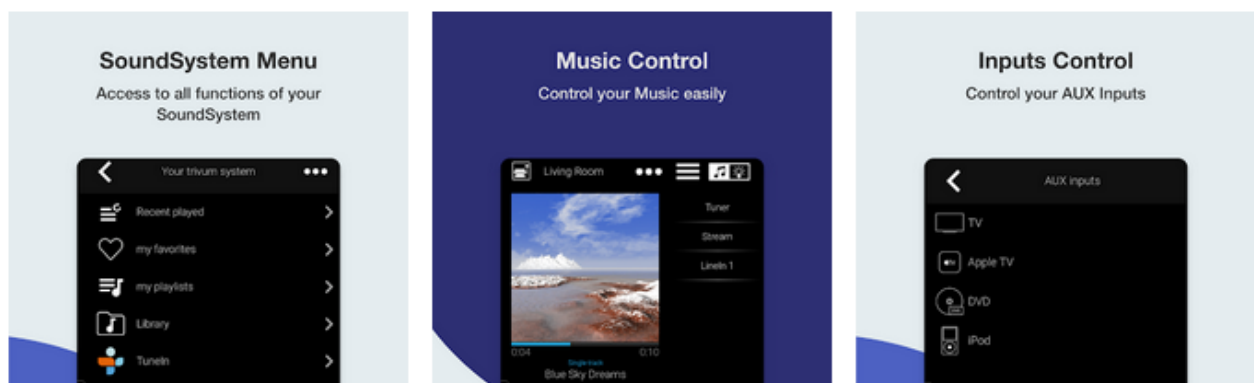 SoundSystem Menu
Access to all functions of your
SoundSystem
Your trivum system
Recent played
my favorites
my playlists
Library
TuneIn
Music Control
Control your Music easily
Living Room
Tuner
Stream
LineIn 1
0:04
0:10
Single track
Blue Sky Dreams
Inputs Control
Control your AUX Inputs
AUX inputs
TV
Apple TV
DVD
iPod